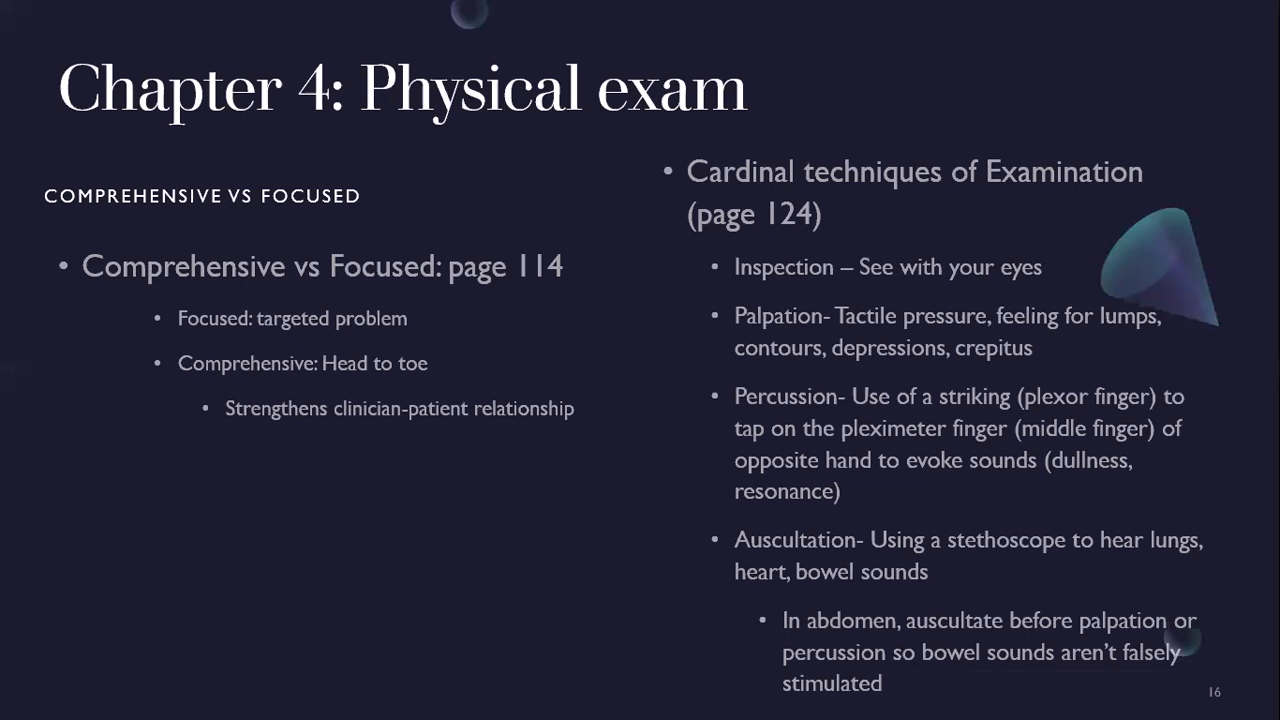 Chapter 4: Physical exam
COMPREHENSIVE VS FOCUSED
• Comprehensive vs Focused: page 114
• Focused: targeted problem
• Comprehensive: Head to toe
• Strengthens clinician-patient relationship
• Cardinal techniques of Examination
(page 124)
• Inspection – See with your eyes
• Palpation- Tactile pressure, feeling for lumps,
contours, depressions, crepitus
• Percussion- Use of a striking (plexor finger) to
tap on the pleximeter finger (middle finger) of
opposite hand to evoke sounds (dullness,
resonance)
• Auscultation- Using a stethoscope to hear lungs,
heart, bowel sounds
• In abdomen, auscultate before palpation or
percussion so bowel sounds aren’t falsely
stimulated
16